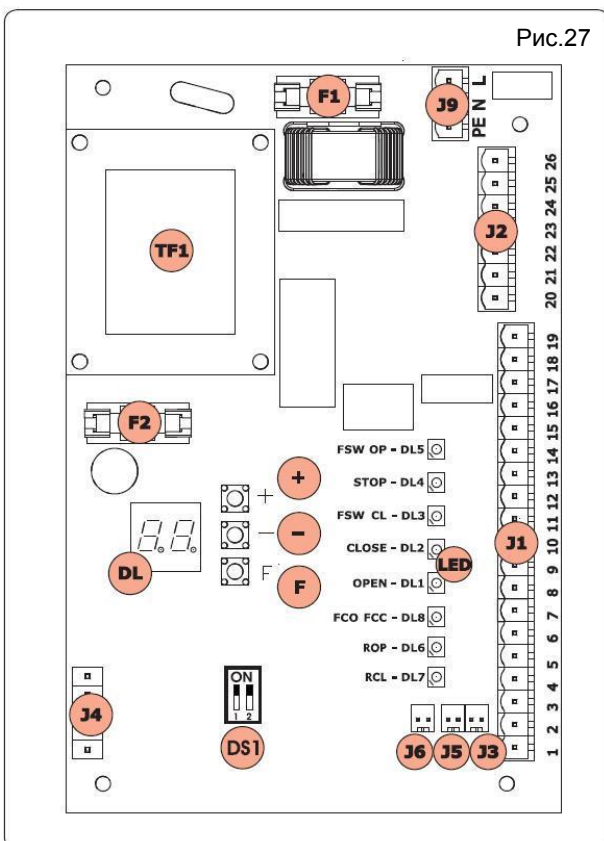 Рис.27
F1
J9
PE N L
TF1
J2
20 21 22 23 24 25 26
F2
FSW OP - DL5
STOP - DL4
FSW CL - DL3
CLOSE - DL2
OPEN - DL1
FCO FCC - DL8
ROP - DL6
RCL - DL7
LED
+
+
-
-
F
F
8.8.
DL
J1
1 2 3 4 5 6 7 8 9 10 11 12 13 14 15 16 17 18 19
J4
ON
1 2
DS1
J6
J5
J3